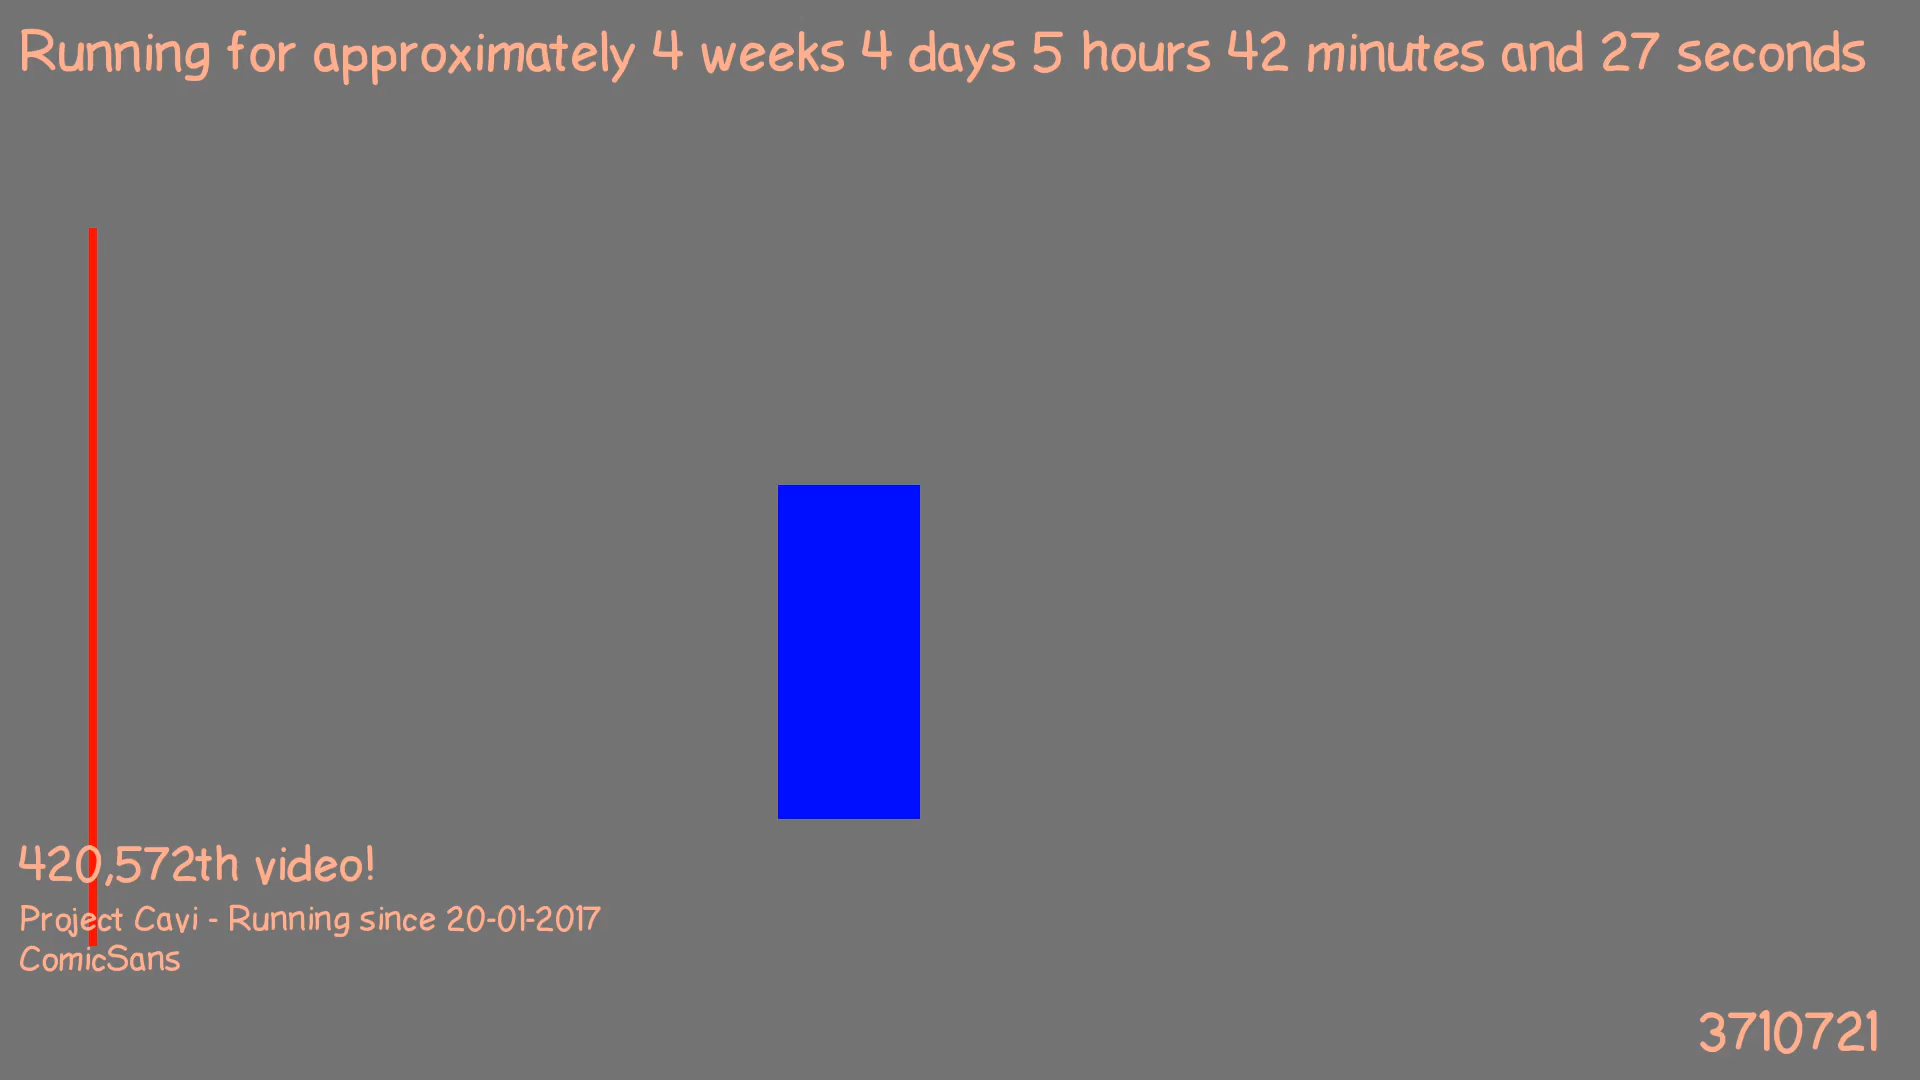 Running for approximately 4 weeks 4 days 5 hours 42 minutes and 27 seconds
420,572th video!
Project Cavi - Running since 20-01-2017
ComicSans
3710721